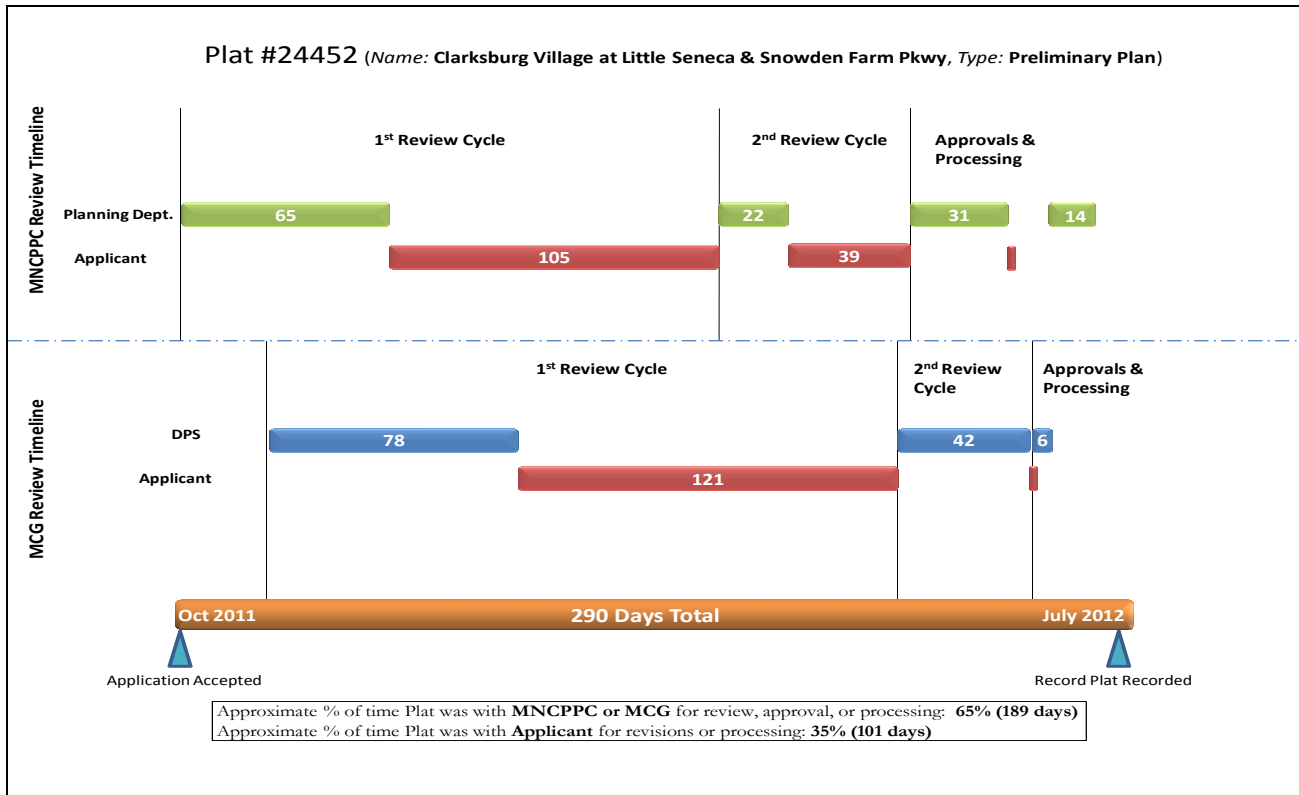 Plat #24452 (Name: Clarksburg Village at Little Seneca & Snowden Farm Pkwy, Type: Preliminary Plan)
MNCPPC Review Timeline
1st Review Cycle
2nd Review Cycle
Approvals &
Processing
Planning Dept.
65
22
31
14
Applicant
105
39
MCG Review Timeline
1st Review Cycle
2nd Review
Cycle
Approvals &
Processing
DPS
78
42
6
Applicant
121
Oct 2011
290 Days Total
July 2012
Application Accepted
Record Plat Recorded
Approximate % of time Plat was with MNCPPC or MCG for review, approval, or processing: 65% (189 days)
Approximate % of time Plat was with Applicant for revisions or processing: 35% (101 days)